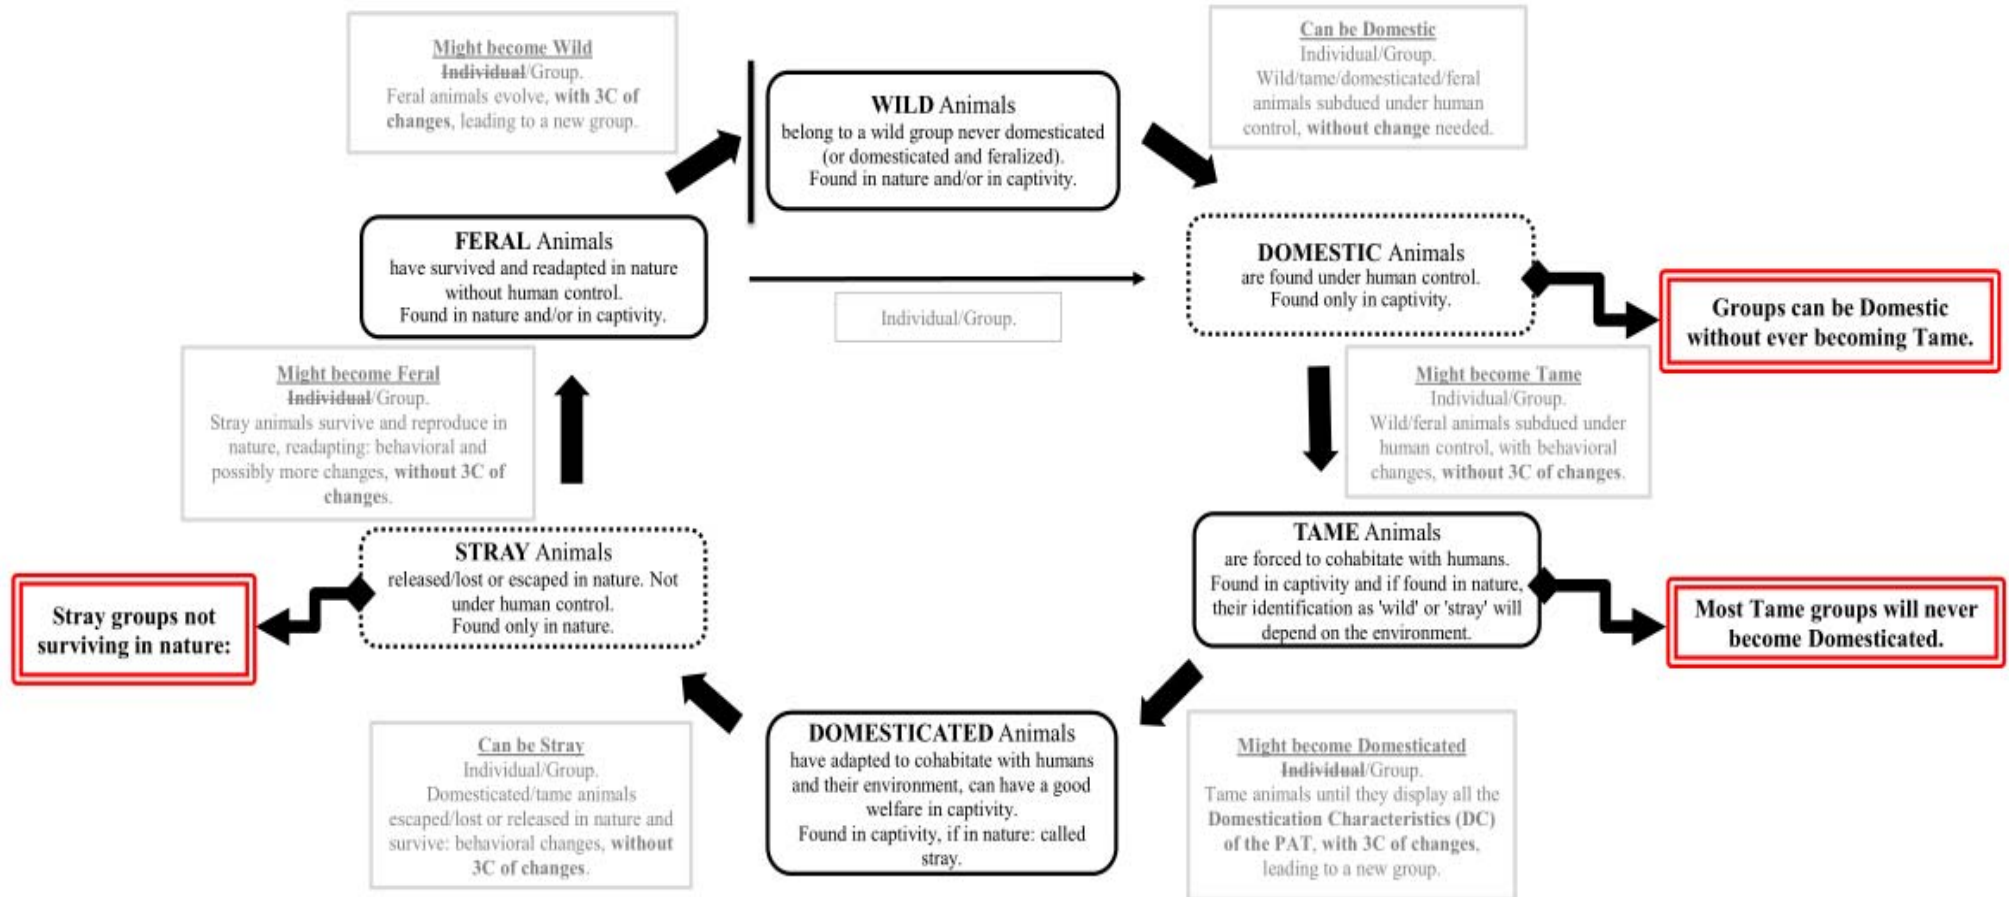 Might become Wild
Individual/Group.
Feral animals evolve, with 3C of
changes, leading to a new group.
WILD Animals
belong to a wild group never domesticated
(or domesticated and feralized).
Found in nature and/or in captivity.
Can be Domestic
Individual/Group.
Wild/tame/domesticated/feral
animals subdued under human
control, without change needed.
FERAL Animals
have survived and readapted in nature
without human control.
Found in nature and/or in captivity.
Individual/Group.
DOMESTIC Animals
are found under human control.
Found only in captivity.
Groups can be Domestic
without ever becoming Tame.
Might become Feral
Individual/Group.
Stray animals survive and reproduce in
nature, readapting: behavioral and
possibly more changes, without 3C of
changes.
Might become Tame
Individual/Group.
Wild/feral animals subdued under
human control, with behavioral
changes, without 3C of changes.
STRAY Animals
released/lost or escaped in nature. Not
under human control.
Found only in nature.
Stray groups not
surviving in nature:
TAME Animals
are forced to cohabitate with humans.
Found in captivity and if found in nature,
their identification as 'wild' or 'stray' will
depend on the environment.
Most Tame groups will never
become Domesticated.
Can be Stray
Individual/Group.
Domesticated/tame animals
escaped/lost or released in nature and
survive: behavioral changes, without
3C of changes.
DOMESTICATED Animals
have adapted to cohabitate with humans
and their environment, can have a good
welfare in captivity.
Found in captivity, if in nature: called
stray.
Might become Domesticated
Individual/Group.
Tame animals until they display all the
Domestication Characteristics (DC)
of the PAT, with 3C of changes,
leading to a new group.